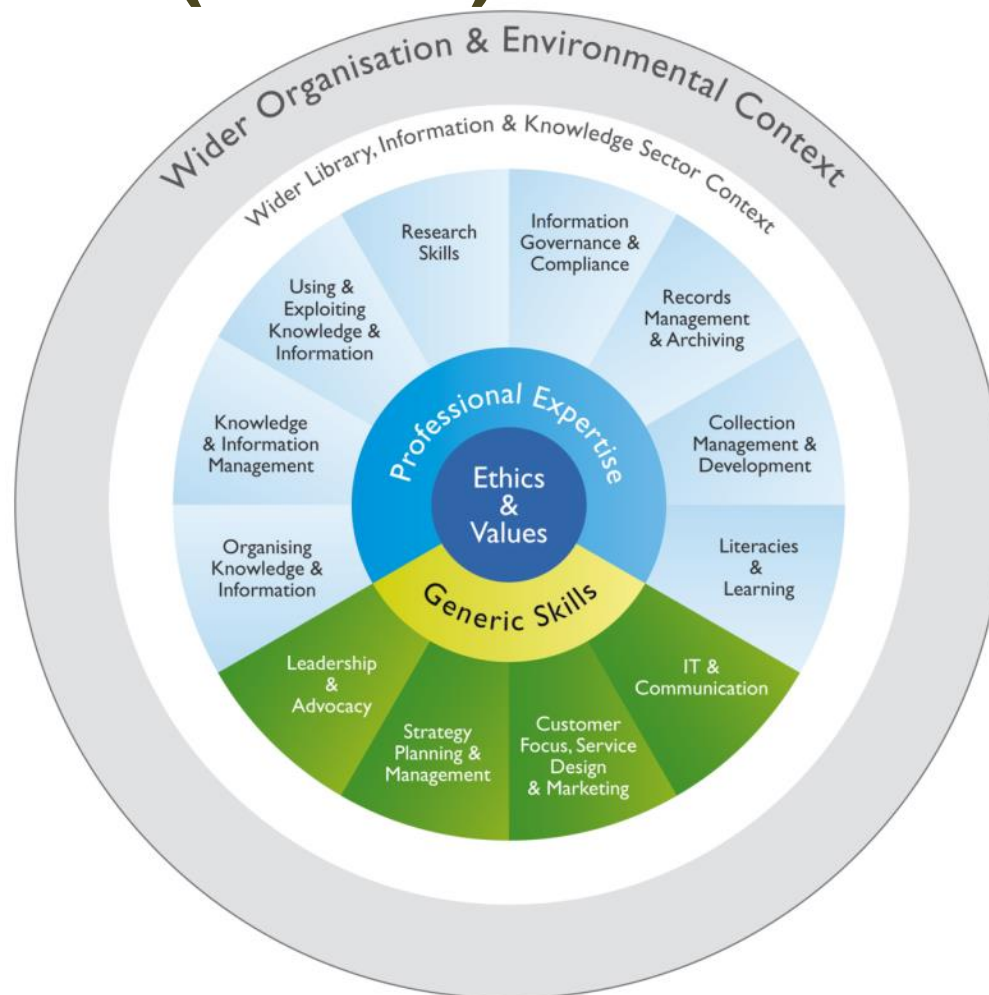 Wider Organisation & Environmental Context
Wider Library, Information & Knowledge Sector Context
Research
Skills
Information
Governance &
Compliance
Using &
Exploiting
Knowledge &
Information
Records
Management
& Archiving
Knowledge
& Information
Management
Collection
Management &
Development
Organising
Knowledge &
Information
Literacies
&
Learning
Professional Expertise
Ethics
&
Values
Generic Skills
Leadership
&
Advocacy
Strategy
Planning &
Management
Customer
Focus, Service
Design
& Marketing
IT &
Communication